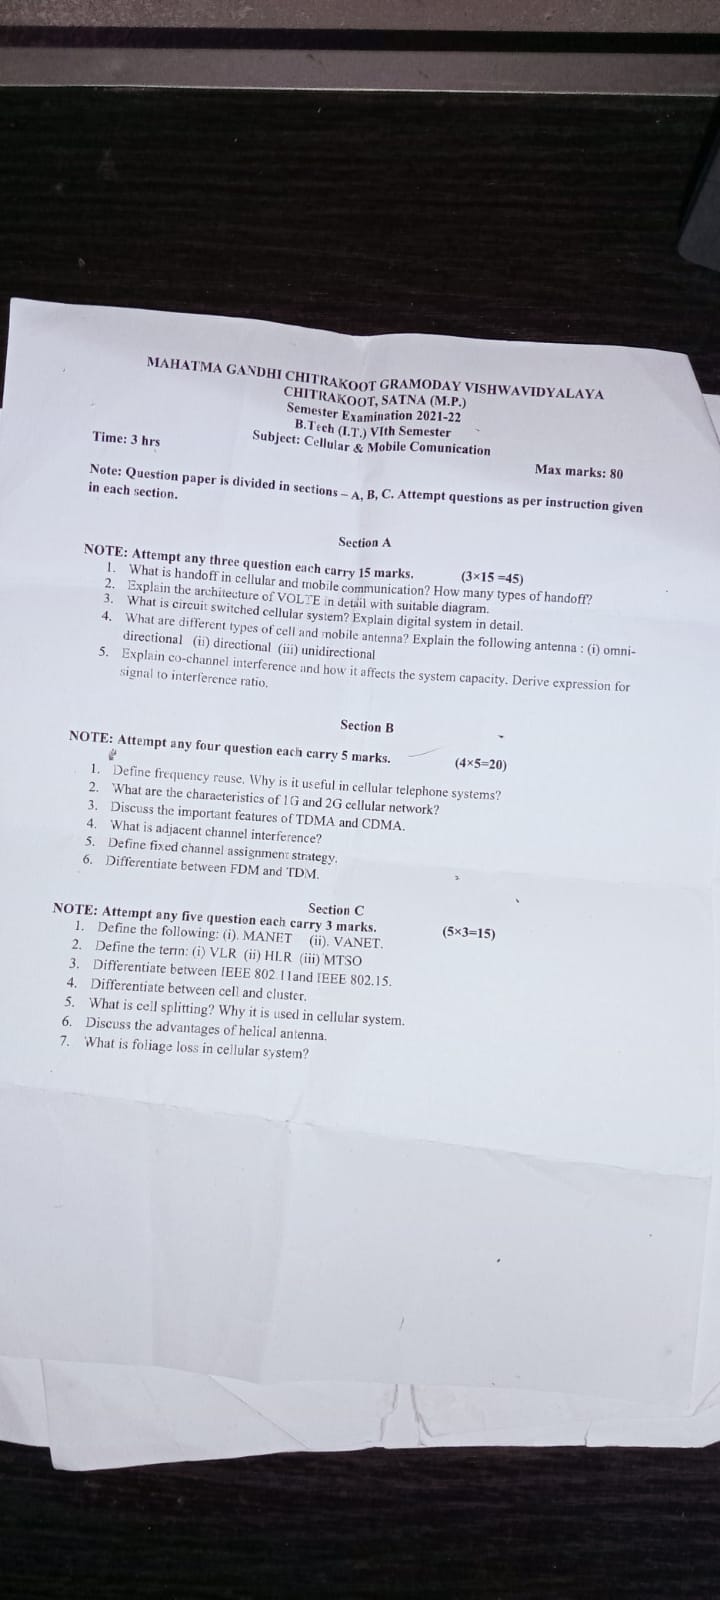 MAHATMA GANDHI CHITRAKOOT GRAMODAY VISHWAVIDYALAYA
CHITRAKOOT, SATNA (M.P.)
Semester Examination 2021-22
B.Tech (I.T.) VIth Semester
Time: 3 hrs Subject: Cellular & Mobile Comunication
Max marks: 80
Note: Question paper is divided in sections – A, B, C. Attempt questions as per instruction given
in each section.
Section A
NOTE: Attempt any three question each carry 15 marks. (3×15 =45)
1. What is handoff in cellular and mobile communication? How many types of handoff?
2. Explain the architecture of VOLTE in detail with suitable diagram.
3. What is circuit switched cellular system? Explain digital system in detail.
4. What are different types of cell and mobile antenna? Explain the following antenna : (i) omni-
directional (ii) directional (iii) unidirectional
5. Explain co-channel interference and how it affects the system capacity. Derive expression for
signal to interference ratio.
Section B
NOTE: Attempt any four question each carry 5 marks. (4×5=20)
1. Define frequency reuse. Why is it useful in cellular telephone systems?
2. What are the characteristics of 1G and 2G cellular network?
3. Discuss the important features of TDMA and CDMA.
4. What is adjacent channel interference?
5. Define fixed channel assignment strategy.
6. Differentiate between FDM and TDM.
Section C
NOTE: Attempt any five question each carry 3 marks. (5×3=15)
1. Define the following: (i). MANET (ii). VANET.
2. Define the term: (i) VLR (ii) HLR (iii) MTSO
3. Differentiate between IEEE 802.11and IEEE 802.15.
4. Differentiate between cell and cluster.
5. What is cell splitting? Why it is used in cellular system.
6. Discuss the advantages of helical antenna.
7. What is foliage loss in cellular system?